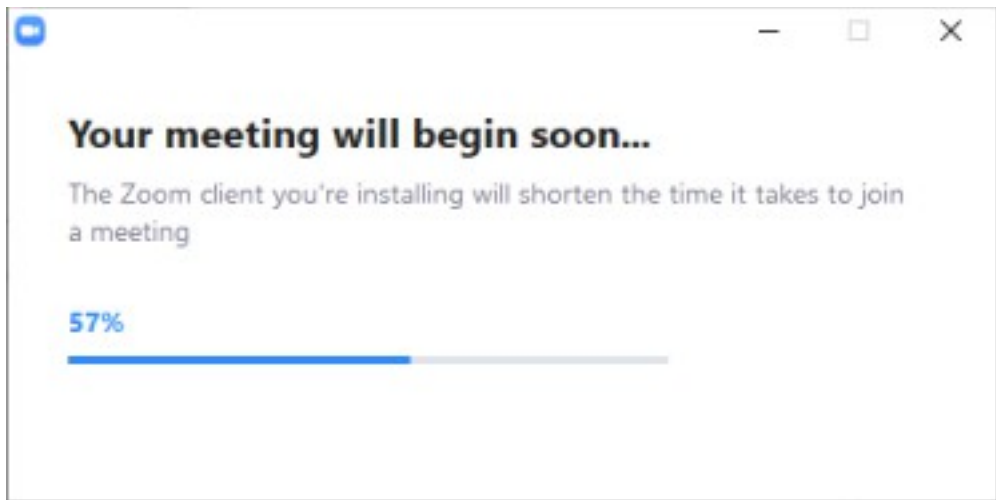 Your meeting will begin soon...
The Zoom client you're installing will shorten the time it takes to join
a meeting
57%